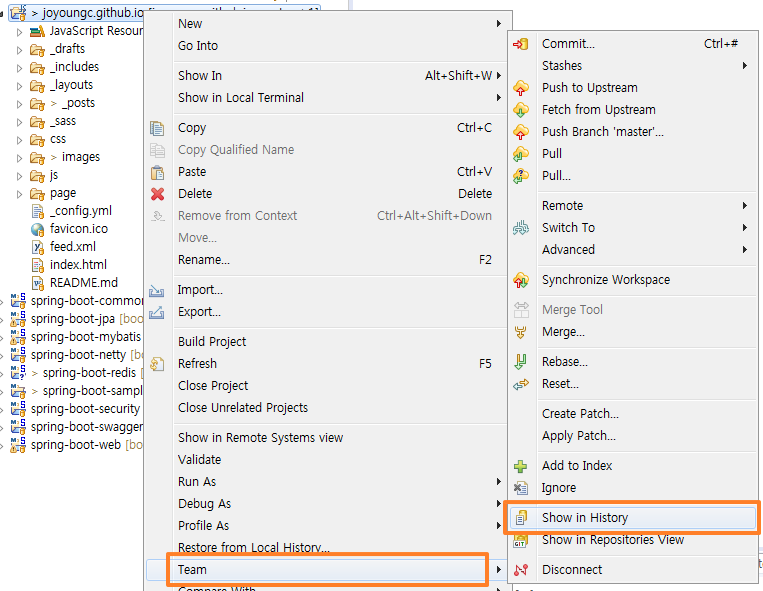 > joyoungc.github.io
JavaScript Resour
_drafts
_includes
_layouts
> _posts
_sass
css
> images
js
page
_config.yml
favicon.ico
feed.xml
index.html
README.md
spring-boot-common
spring-boot-jpa [boo
spring-boot-mybatis
spring-boot-netty [bo
> spring-boot-redis [
> spring-boot-sampl
spring-boot-security
spring-boot-swagger
spring-boot-web [boo
New
Go Into
Show In Alt+Shift+W
Show in Local Terminal
Copy Ctrl+C
Copy Qualified Name
Paste Ctrl+V
Delete Delete
Remove from Context Ctrl+Alt+Shift+Down
Move...
Rename... F2
Import...
Export...
Build Project
Refresh F5
Close Project
Close Unrelated Projects
Show in Remote Systems view
Validate
Run As
Debug As
Profile As
Restore from Local History...
Team
Compare With
Commit... Ctrl+#
Stashes
Push to Upstream
Fetch from Upstream
Push Branch 'master'...
Pull
Pull...
Remote
Switch To
Advanced
Synchronize Workspace
Merge Tool
Merge...
Rebase...
Reset...
Create Patch...
Apply Patch...
Add to Index
Ignore
Show in History
Show in Repositories View
Disconnect